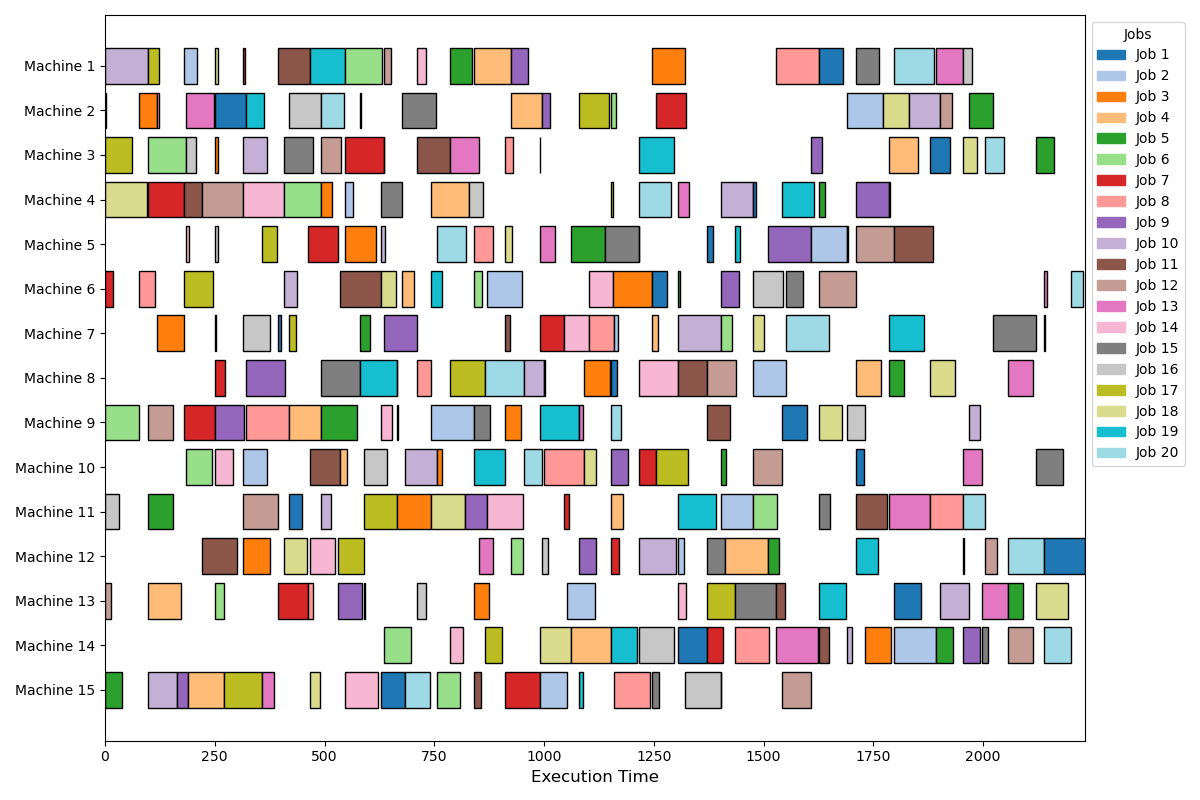 Machine 1
Machine 2
Machine 3
Machine 4
Machine 5
Machine 6
Machine 7
Machine 8
Machine 9
Machine 10
Machine 11
Machine 12
Machine 13
Machine 14
Machine 15
0 250 500 750 1000 1250 1500 1750 2000
Execution Time
Jobs
Job 1
Job 2
Job 3
Job 4
Job 5
Job 6
Job 7
Job 8
Job 9
Job 10
Job 11
Job 12
Job 13
Job 14
Job 15
Job 16
Job 17
Job 18
Job 19
Job 20